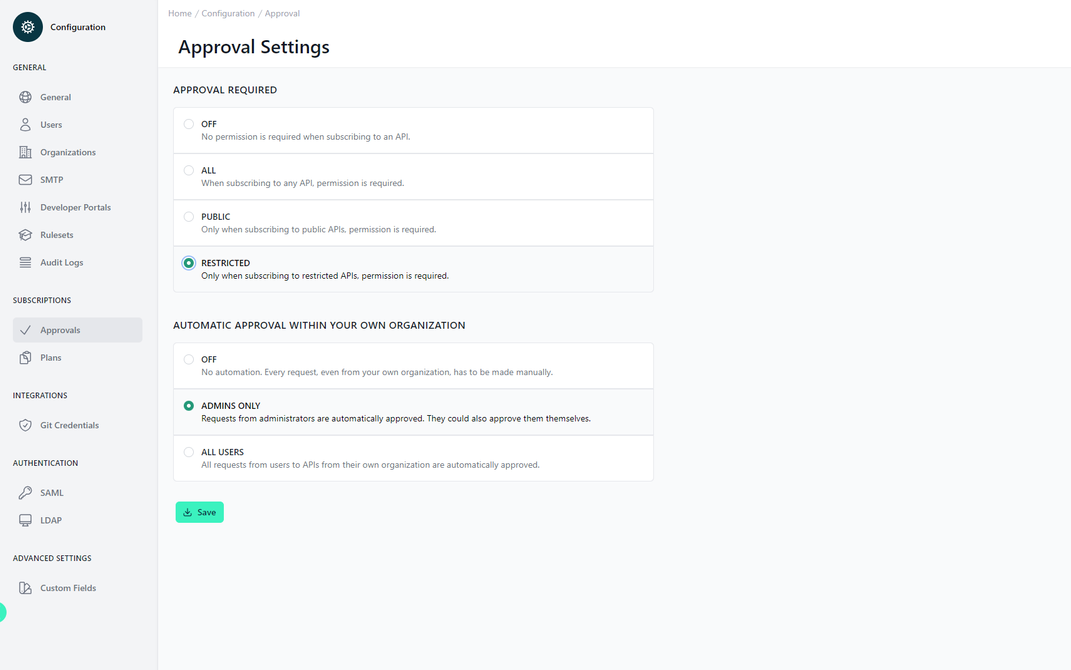 Configuration
GENERAL
General
Users
Organizations
SMTP
Developer Portals
Rulesets
Audit Logs
SUBSCRIPTIONS
Approvals
Plans
INTEGRATIONS
Git Credentials
AUTHENTICATION
SAML
LDAP
ADVANCED SETTINGS
Custom Fields
Home / Configuration / Approval
Approval Settings
APPROVAL REQUIRED
OFF
No permission is required when subscribing to an API.
ALL
When subscribing to any API, permission is required.
PUBLIC
Only when subscribing to public APIs, permission is required.
RESTRICTED
Only when subscribing to restricted APIs, permission is required.
AUTOMATIC APPROVAL WITHIN YOUR OWN ORGANIZATION
OFF
No automation. Every request, even from your own organization, has to be made manually.
ADMINS ONLY
Requests from administrators are automatically approved. They could also approve them themselves.
ALL USERS
All requests from users to APIs from their own organization are automatically approved.
Save